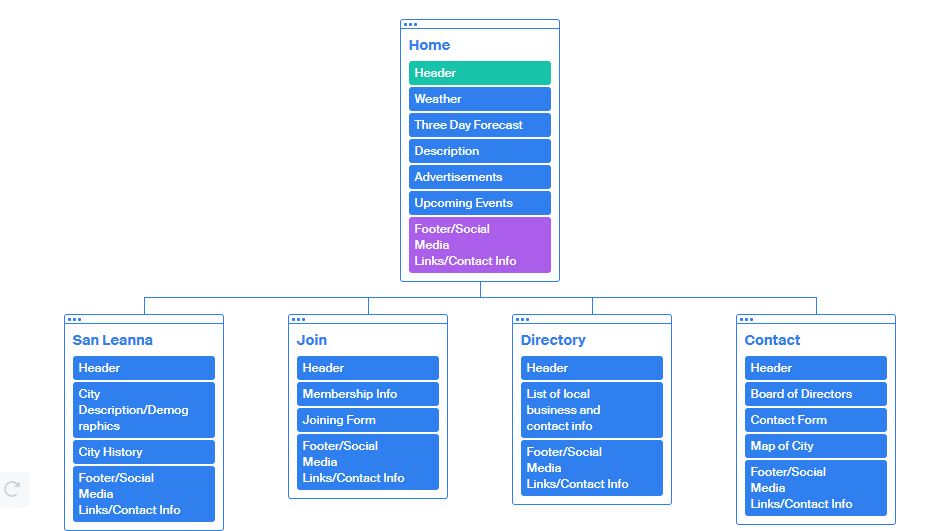 Home
Header
Weather
Three Day Forecast
Description
Advertisements
Upcoming Events
Footer/Social
Media
Links/Contact Info
San Leanna
Header
City
Description/Demog
raphics
City History
Footer/Social
Media
Links/Contact Info
Join
Header
Membership Info
Joining Form
Footer/Social
Media
Links/Contact Info
Directory
Header
List of local
business and
contact info
Footer/Social
Media
Links/Contact Info
Contact
Header
Board of Directors
Contact Form
Map of City
Footer/Social
Media
Links/Contact Info